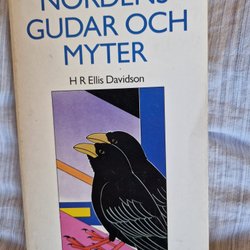 NORDENS
GUDAR OCH
MYTER
H R Ellis Davidson